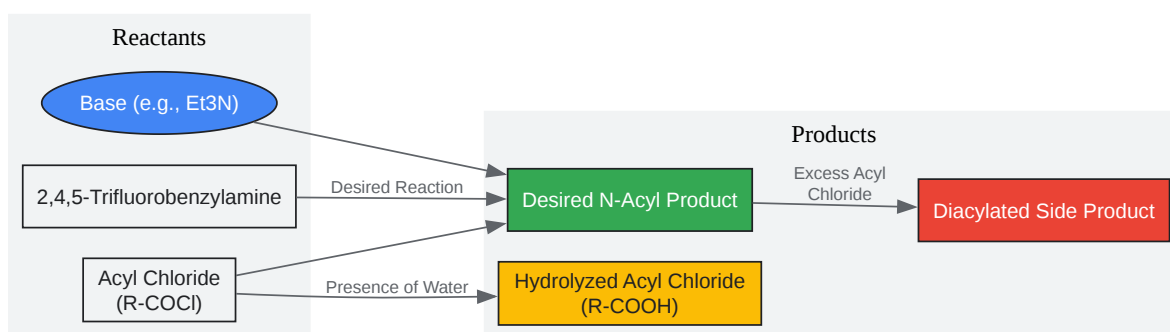 Reactants
Base (e.g., Et3N)
2,4,5-Trifluorobenzylamine
Acyl Chloride
(R-COCl)
Desired Reaction
Presence of Water
Products
Desired N-Acyl Product
Hydrolyzed Acyl Chloride
(R-COOH)
Excess Acyl
Chloride
Diacylated Side Product